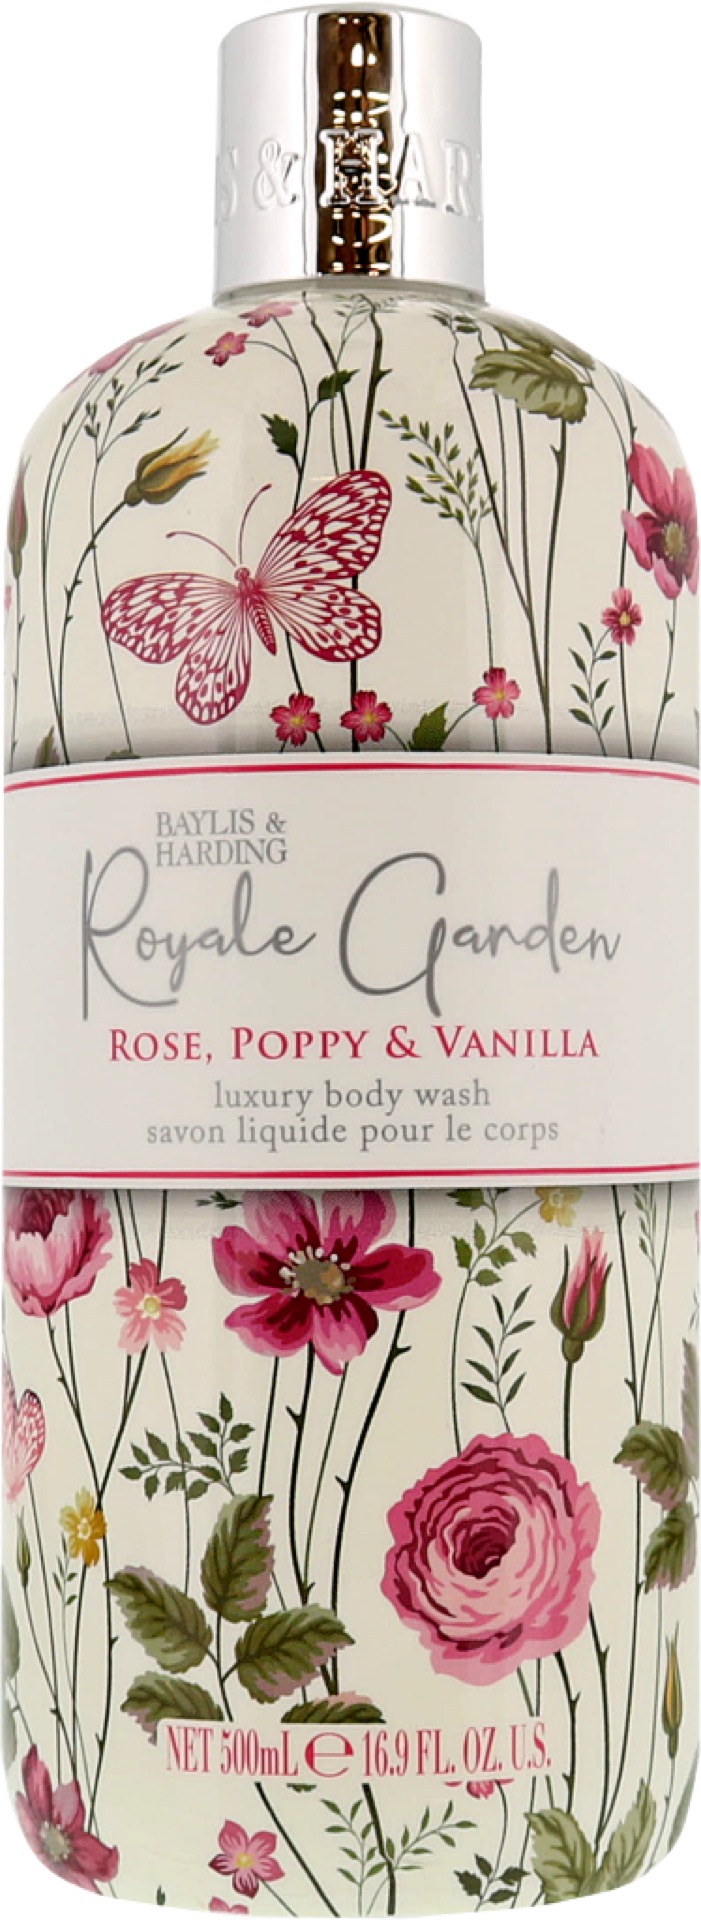 S & HAR
BAYLIS &
HARDING
Royale Garden
ROSE, POPPY & VANILLA
luxury body wash
savon liquide pour le corps
NET 500mL ℮ 16.9 FL. OZ. U.S.